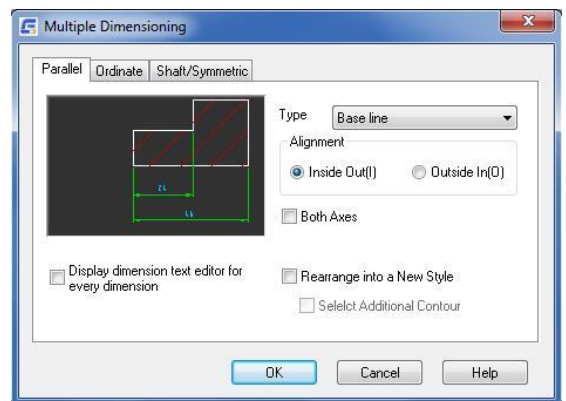 Multiple Dimensioning
Parallel Ordinate Shaft/Symmetric
Type Base line
Alignment
Inside Out(I) Outside In(O)
Both Axes
Display dimension text editor for
every dimension
Rearrange into a New Style
Selelct Additional Contour
OK Cancel Help